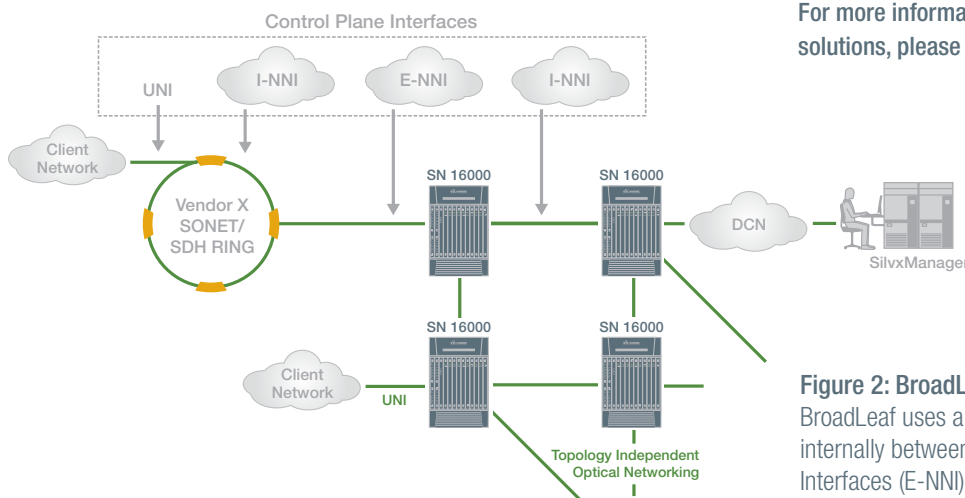 For more informa
solutions, please
Control Plane Interfaces
UNI
I-NNI
E-NNI
I-NNI
Client
Network
Vendor X
SONET/
SDH RING
SN 16000
SN 16000
DCN
SilvxManager
SN 16000
SN 16000
Client
Network
UNI
Topology Independent
Optical Networking
Figure 2: BroadL
BroadLeaf uses a
internally between
Interfaces (E-NNI)